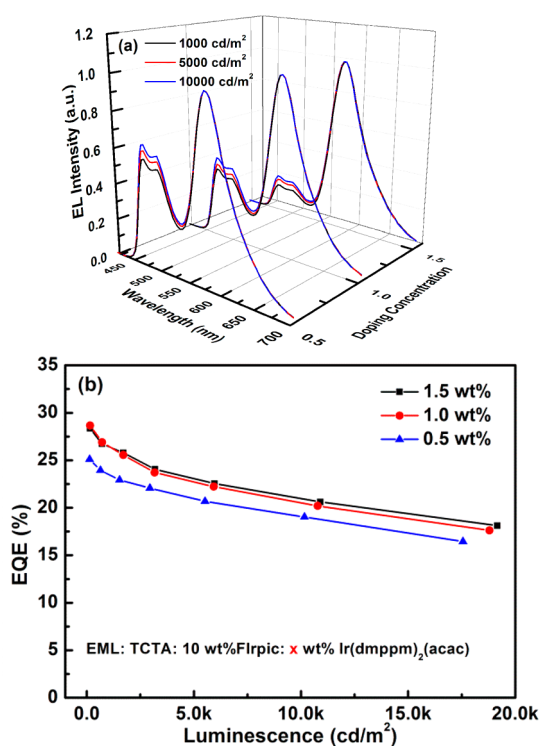 (a)
1000 cd/m²
5000 cd/m²
10000 cd/m²
EL Intensity (a.u.)
1.2
1.0
0.8
0.6
0.4
0.2
0.0
450
500
550
600
650
700
Wavelength (nm)
0.5
1.0
1.5
Doping Concentration
(b)
1.5 wt%
1.0 wt%
0.5 wt%
EQE (%)
35
30
25
20
15
10
5
0
EML: TCTA: 10 wt%FIrpic: x wt% Ir(dmppm)₂(acac)
0.0 5.0k 10.0k 15.0k 20.0k
Luminescence (cd/m²)